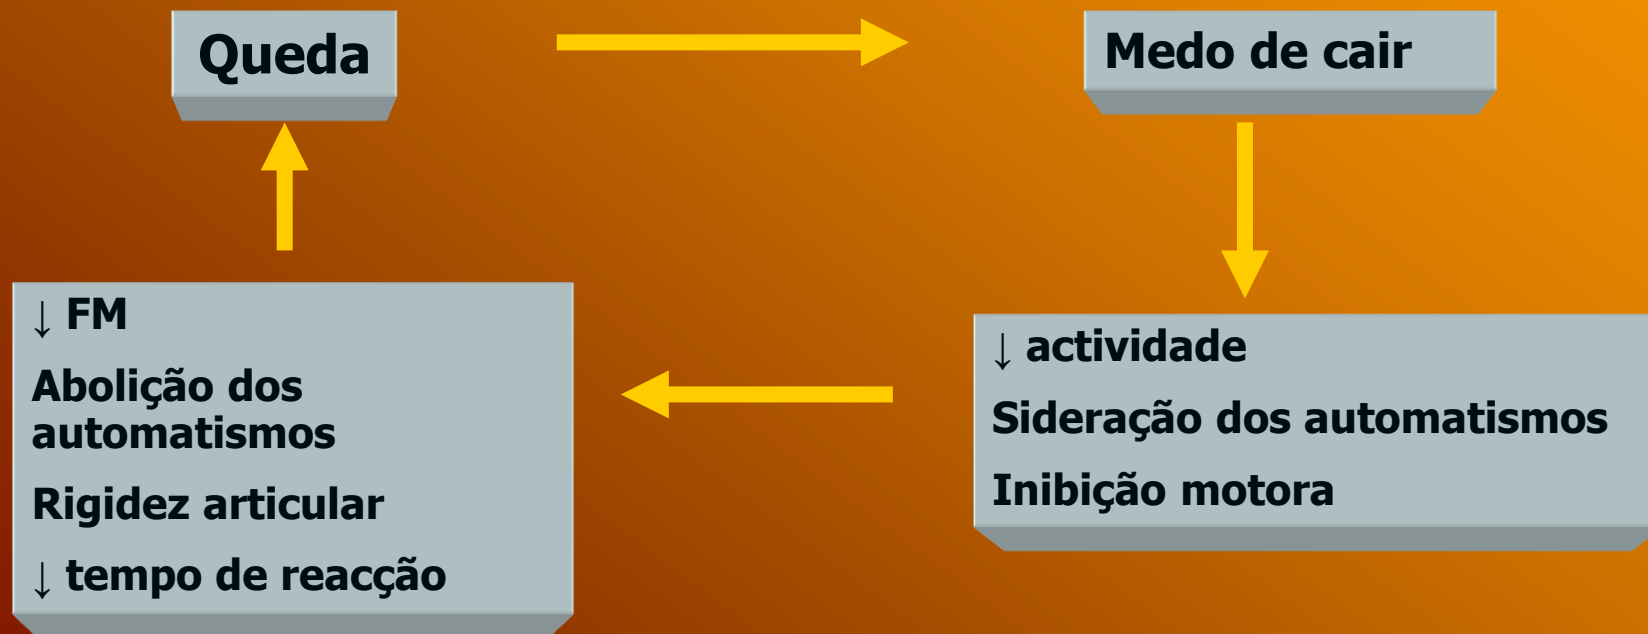 Queda
Medo de cair
↓ actividade
Sideração dos automatismos
Inibição motora
↓ FM
Abolição dos
automatismos
Rigidez articular
↓ tempo de reacção